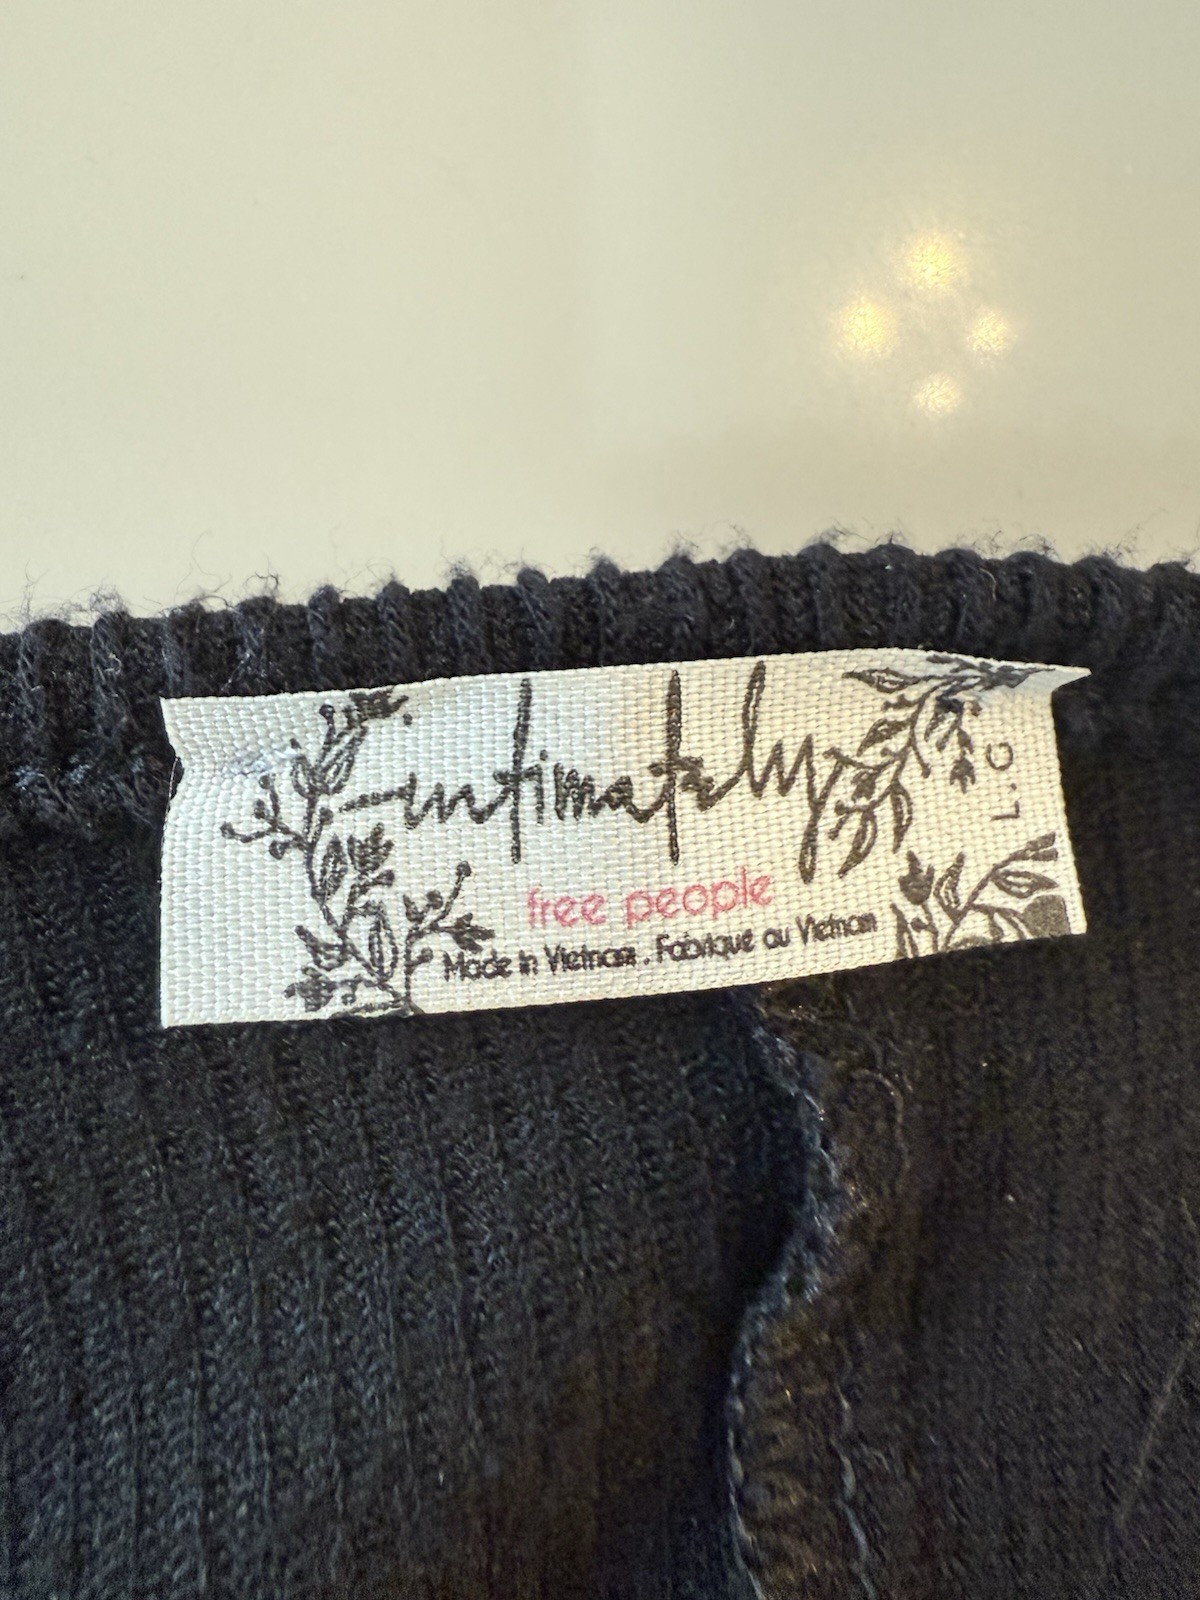 intimately
free people
Made in Vietnam . Fabrique au Vietnam
L.G